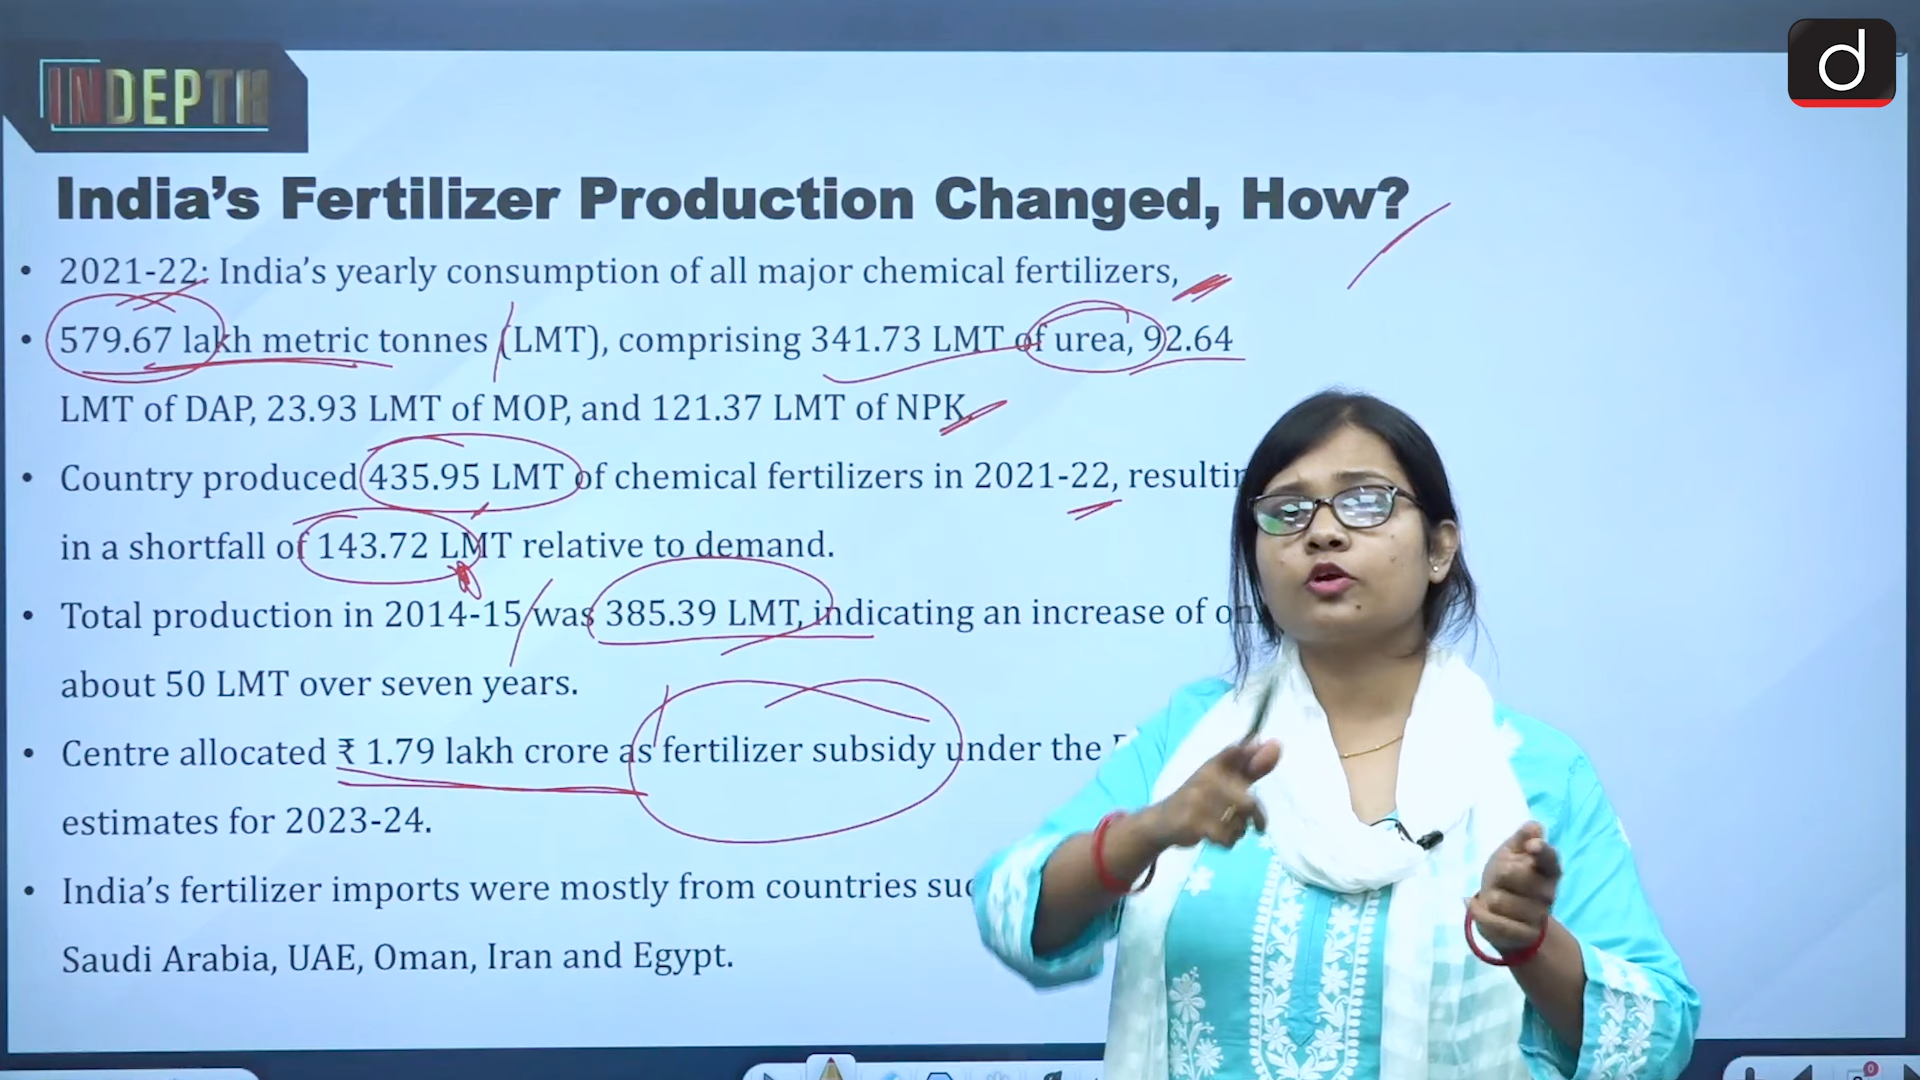 INDEPTH
d
India's Fertilizer Production Changed, How?
• 2021-22: India's yearly consumption of all major chemical fertilizers,
• 579.67 lakh metric tonnes (LMT), comprising 341.73 LMT of urea, 92.64
LMT of DAP, 23.93 LMT of MOP, and 121.37 LMT of NPK.
• Country produced 435.95 LMT of chemical fertilizers in 2021-22,
in a shortfall of 143.72 LMT relative to demand.
• Total production in 2014-15 was 385.39 LMT, indicating an increase of
about 50 LMT over seven years.
• Centre allocated ₹ 1.79 lakh crore as fertilizer subsidy under the
estimates for 2023-24.
• India's fertilizer imports were mostly from countries
Saudi Arabia, UAE, Oman, Iran and Egypt.